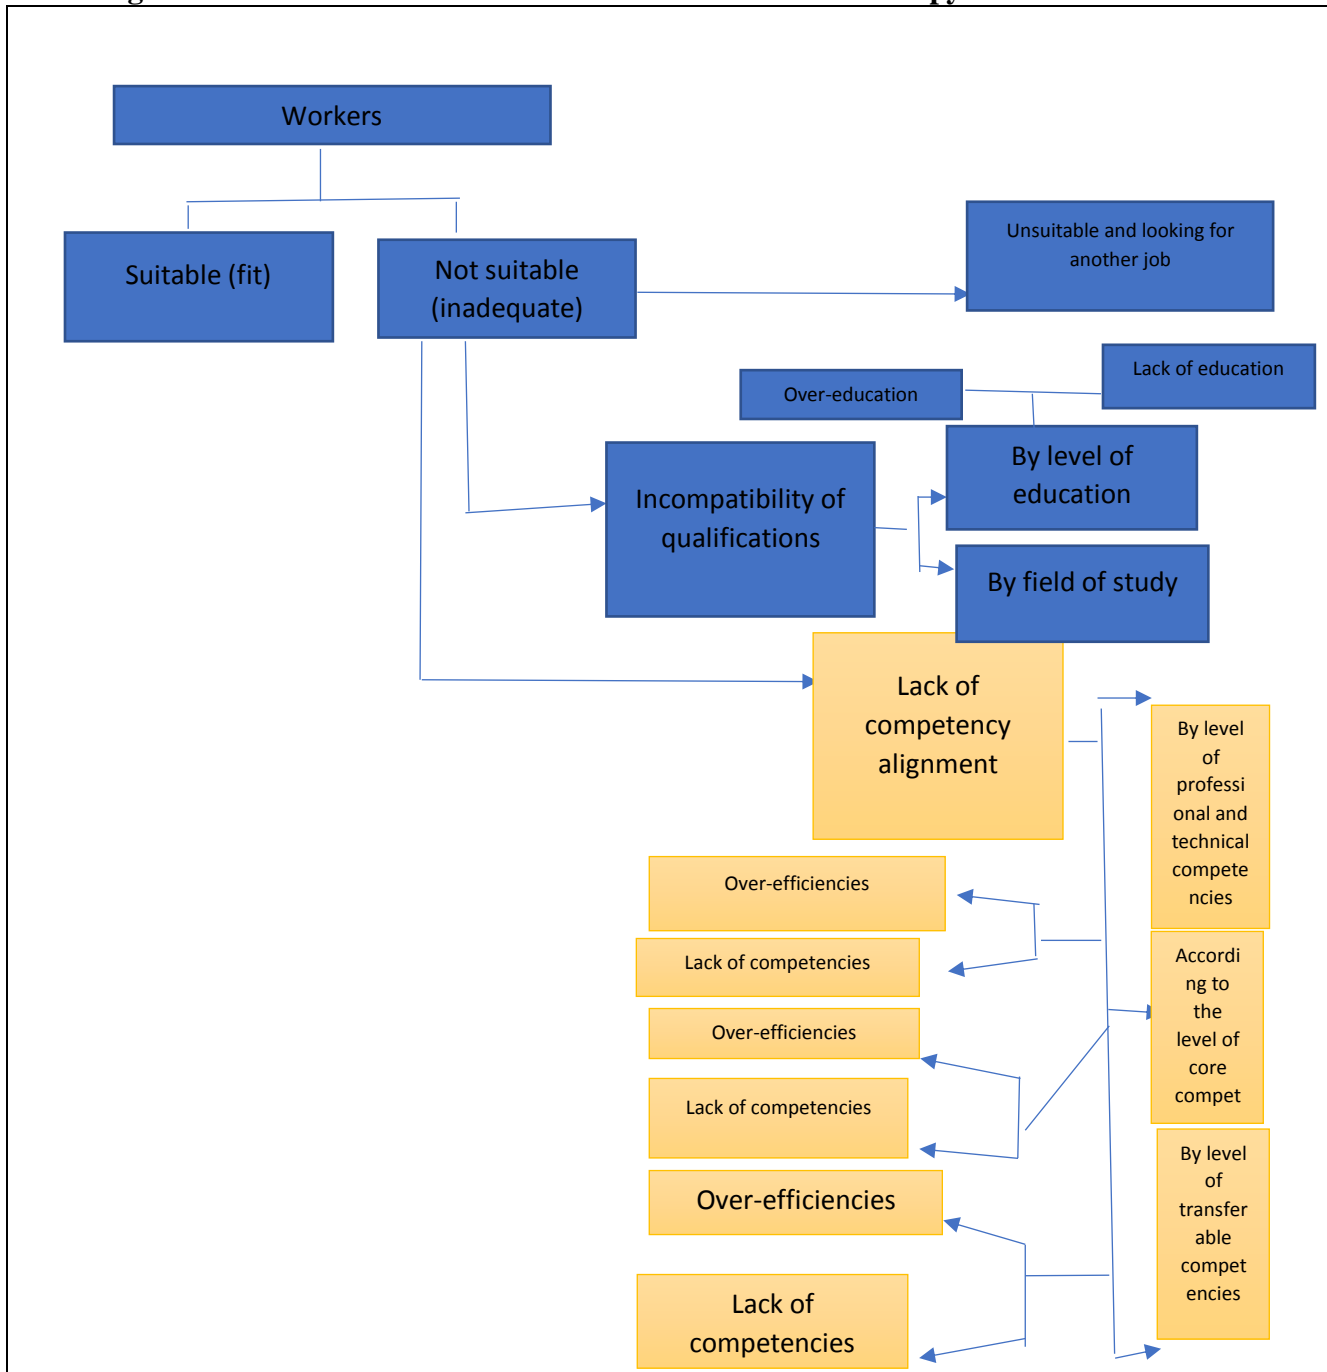 Workers
Suitable (fit)
Not suitable
(inadequate)
Unsuitable and looking for
another job
Over-education
Lack of education
By level of
education
Incompatibility of
qualifications
By field of study
Lack of
competency
alignment
By level
of
professi
onal and
technical
compete
ncies
Over-efficiencies
Lack of competencies
Accordi
ng to
the
level of
core
compet
Over-efficiencies
Lack of competencies
By level
of
transfer
able
compet
encies
Over-efficiencies
Lack of
competencies